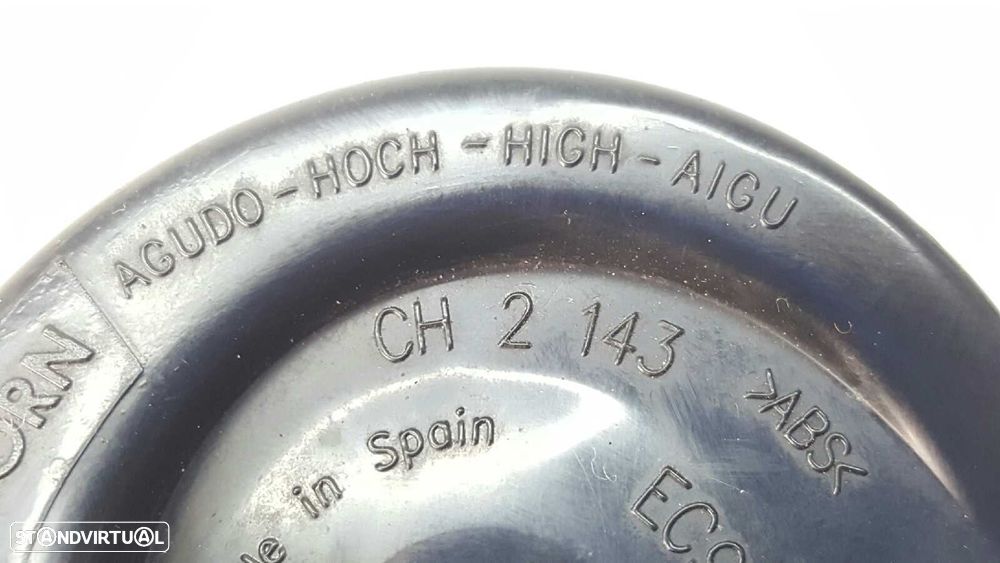 AGUDO - HOCH - HIGH - AIGU
CH 2 143
>ABS<
in Spain
STANDVIRTUAL